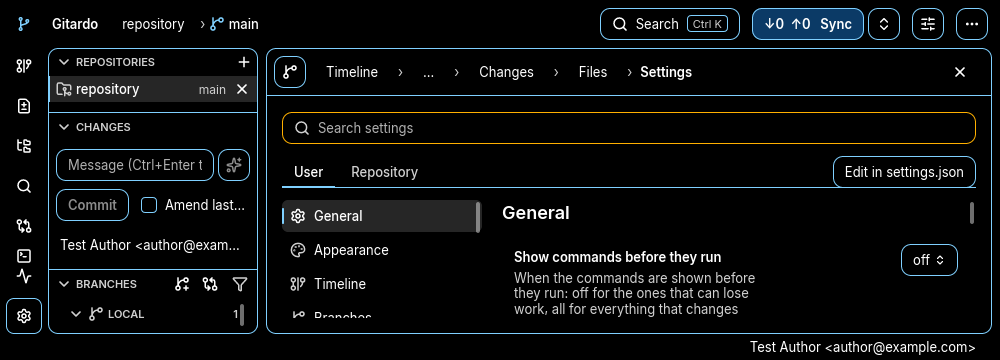 Gitardo repository › main Search Ctrl K ↓0 ↑0 Sync
REPOSITORIES
repository main
CHANGES
Message (Ctrl+Enter t
Commit Amend last...
Test Author <author@exam...
BRANCHES
LOCAL 1
Timeline › ... › Changes › Files › Settings
Search settings
User Repository Edit in settings.json
General
Appearance
Timeline
Branches
General
Show commands before they run
When the commands are shown before
they run: off for the ones that can lose
work, all for everything that changes
off
Test Author <author@example.com>